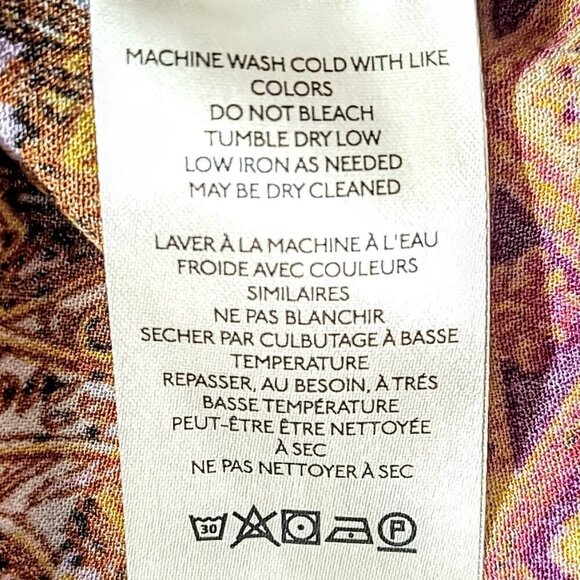 MACHINE WASH COLD WITH LIKE
COLORS
DO NOT BLEACH
TUMBLE DRY LOW
LOW IRON AS NEEDED
MAY BE DRY CLEANED
LAVER À LA MACHINE À L'EAU
FROIDE AVEC COULEURS
SIMILAIRES
NE PAS BLANCHIR
SECHER PAR CULBUTAGE À BASSE
TEMPERATURE
REPASSER, AU BESOIN, À TRÉS
BASSE TEMPÉRATURE
PEUT-ÊTRE ÊTRE NETTOYÉE
À SEC
NE PAS NETTOYER À SEC
30 P